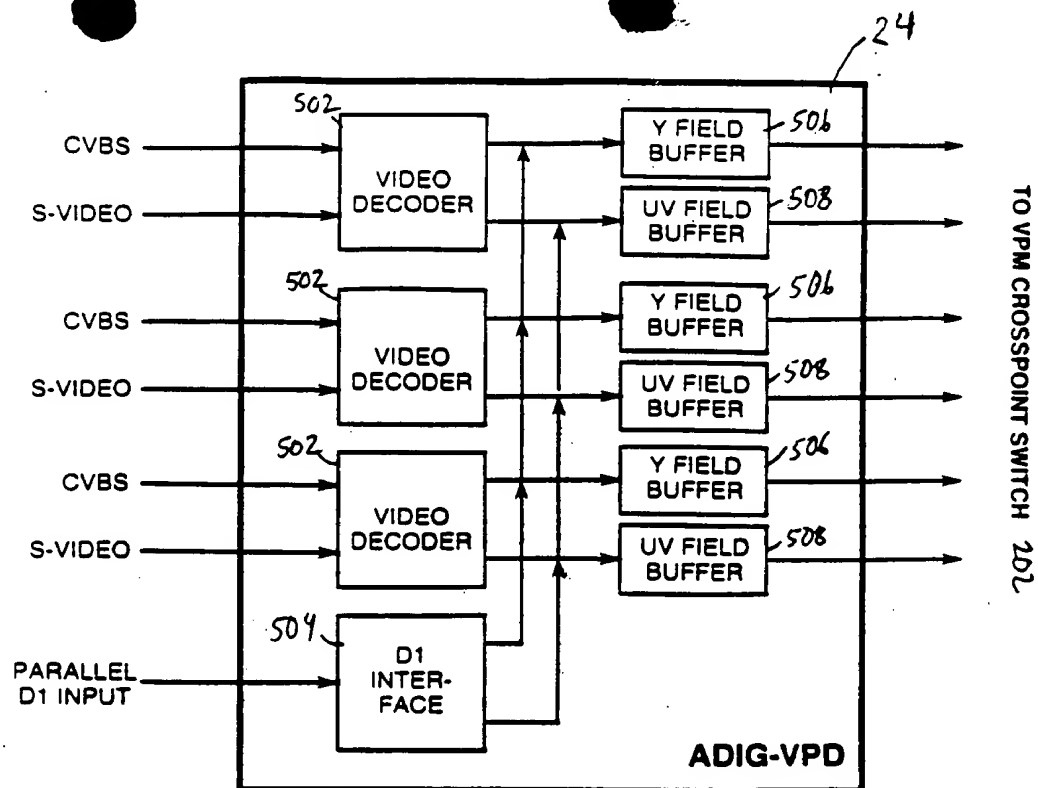 24
502
CVBS
S-VIDEO
VIDEO
DECODER
Y FIELD
BUFFER
506
UV FIELD
BUFFER
508
502
CVBS
S-VIDEO
VIDEO
DECODER
Y FIELD
BUFFER
506
UV FIELD
BUFFER
508
502
CVBS
S-VIDEO
VIDEO
DECODER
Y FIELD
BUFFER
506
UV FIELD
BUFFER
508
504
PARALLEL
D1 INPUT
D1
INTER-
FACE
ADIG-VPD
TO VPM CROSSPOINT SWITCH 202